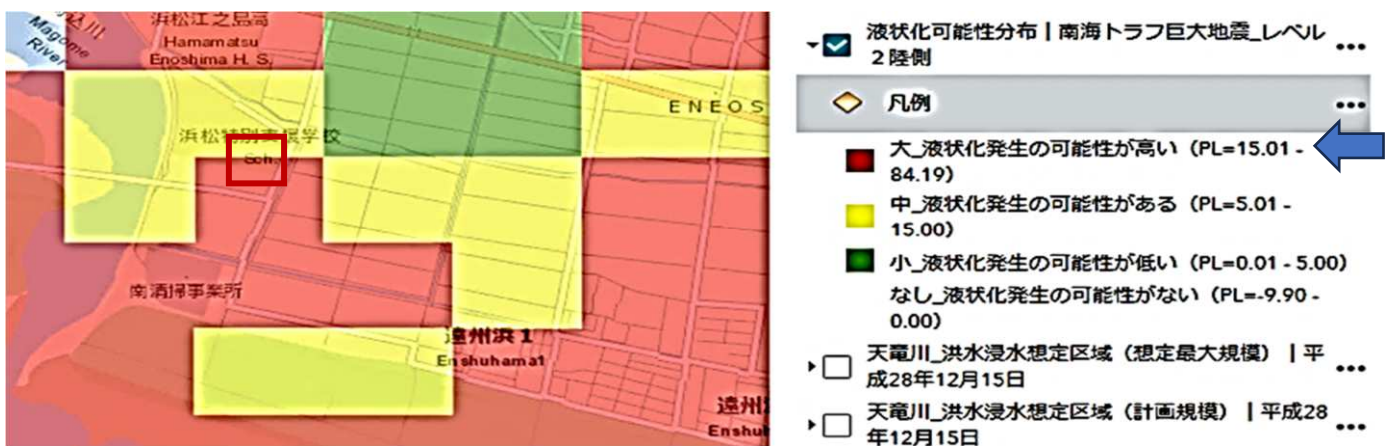 浜松江之島高
Hamamatsu
Enoshima H. S.
Magome
River
浜松特別支援学校
Sch.
ENEOS
南清掃事業所
遠州浜1
Enshuhama1
遠州
Enshu
液状化可能性分布 | 南海トラフ巨大地震_レベル
2陸側
凡例
大_液状化発生の可能性が高い（PL=15.01 -
84.19）
中_液状化発生の可能性がある（PL=5.01 -
15.00）
小_液状化発生の可能性が低い（PL=0.01 - 5.00）
なし_液状化発生の可能性がない（PL=-9.90 -
0.00）
天竜川_洪水浸水想定区域（想定最大規模） | 平
成28年12月15日
天竜川_洪水浸水想定区域（計画規模） | 平成28
年12月15日